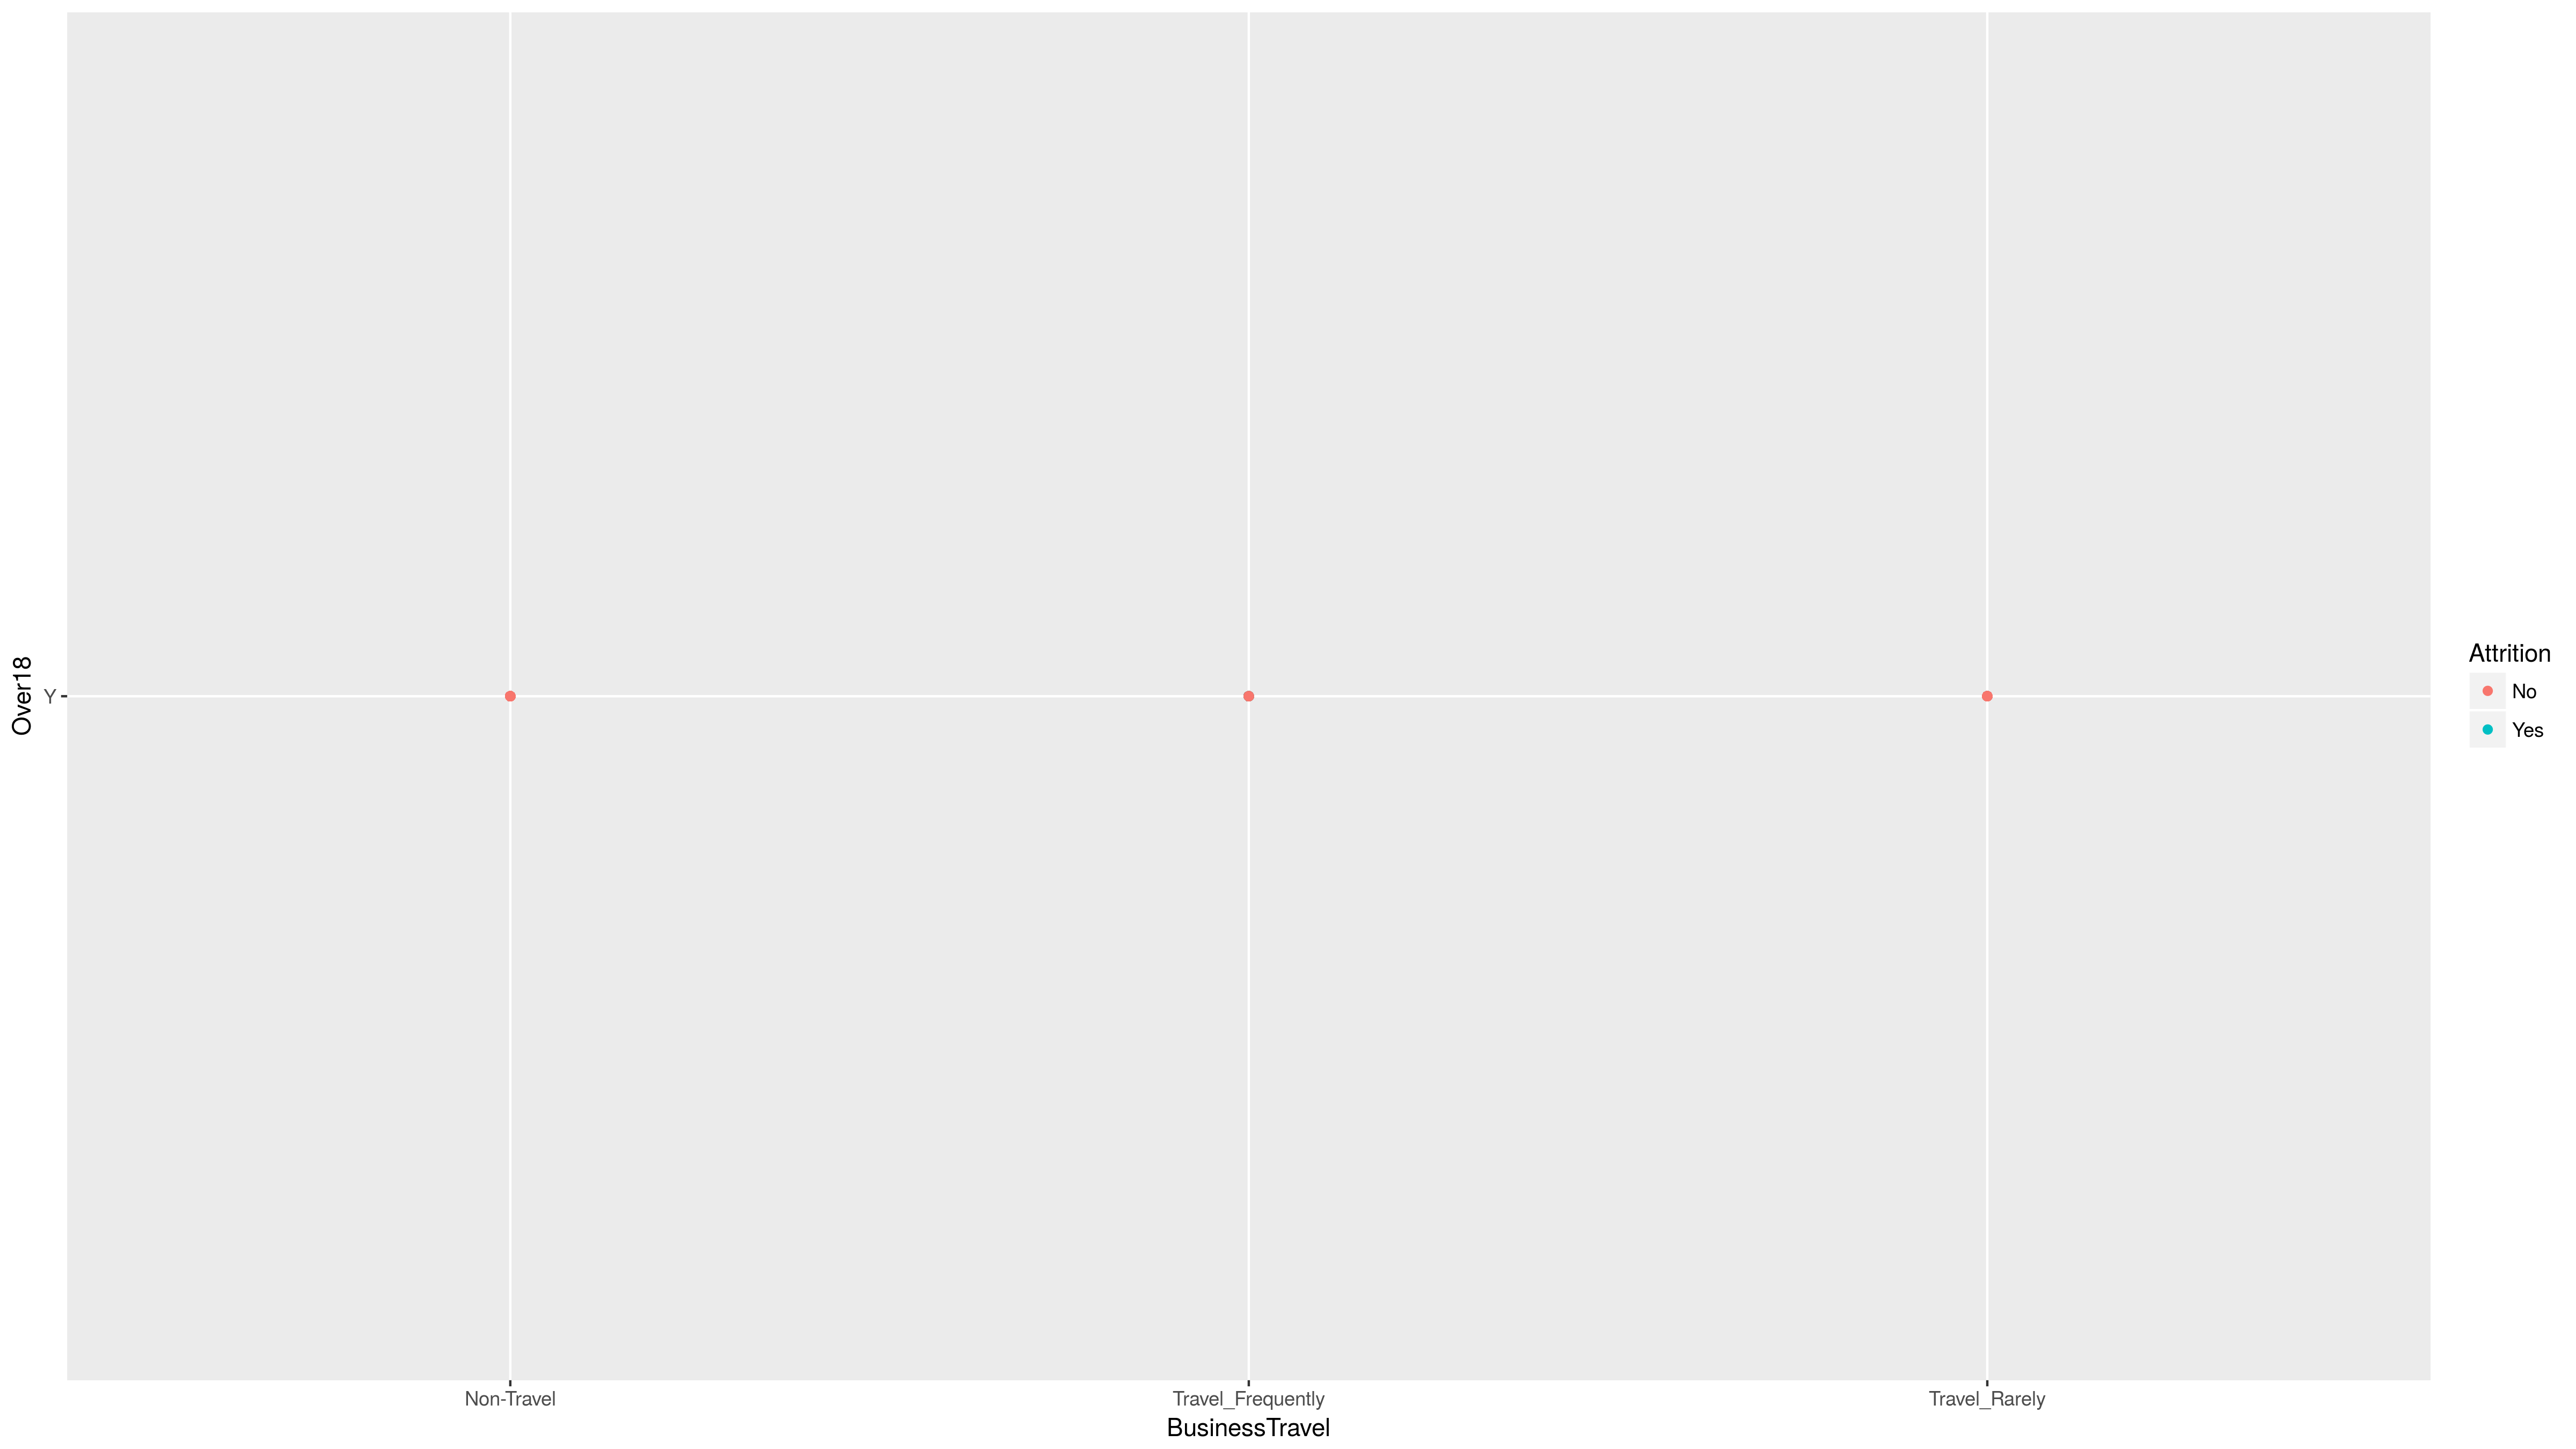 Over18
Y
Non-Travel
Travel_Frequently
Travel_Rarely
BusinessTravel
Attrition
No
Yes